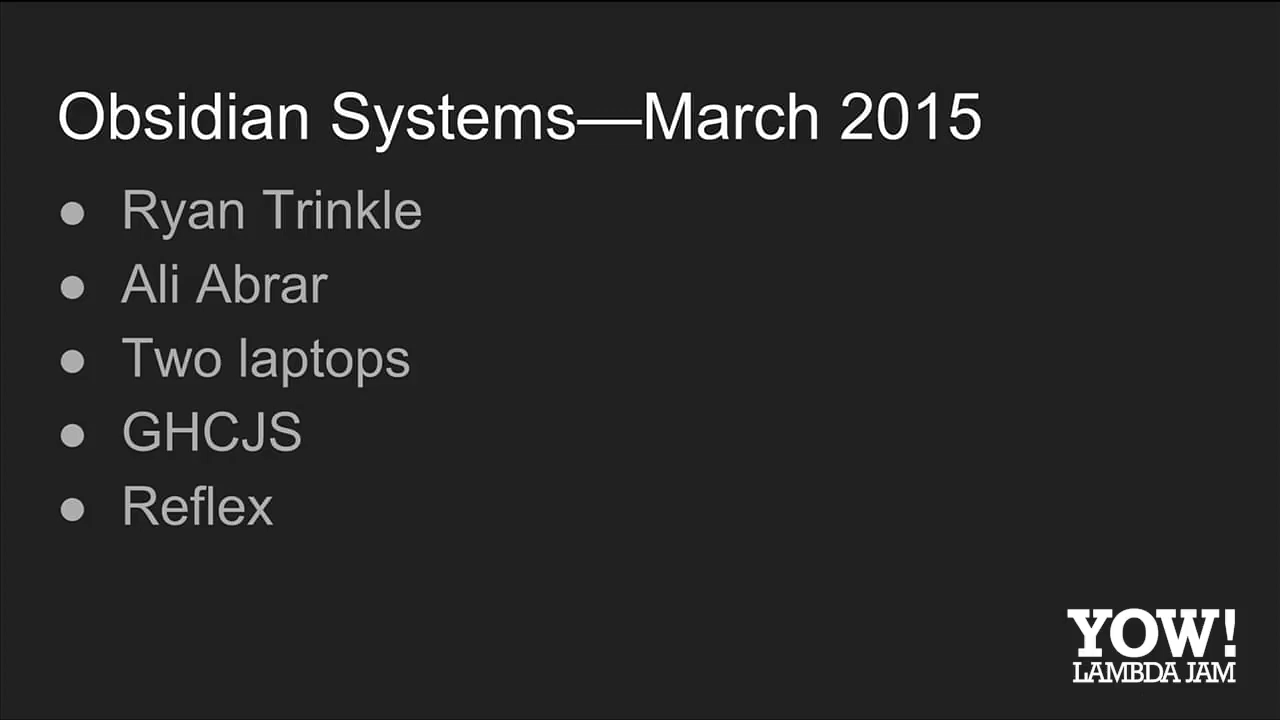 Obsidian Systems—March 2015
● Ryan Trinkle
● Ali Abrar
● Two laptops
● GHCJS
● Reflex
YOW!
LAMBDA JAM